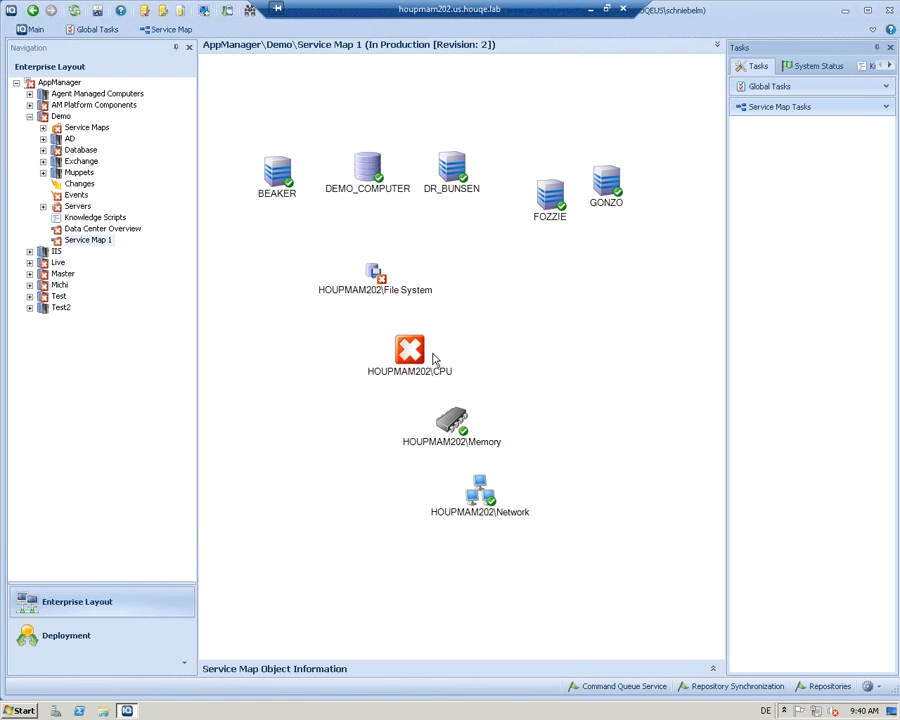 houpmam202.us.houqe.lab
QEUS\schniebelm)
Main
Global Tasks
Service Map
Navigation
Enterprise Layout
AppManager
Agent Managed Computers
AM Platform Components
Demo
Service Maps
AD
Database
Exchange
Muppets
Changes
Events
Servers
Knowledge Scripts
Data Center Overview
Service Map 1
IIS
Live
Master
Michi
Test
Test2
Enterprise Layout
Deployment
AppManager\Demo\Service Map 1 (In Production [Revision: 2])
BEAKER
DEMO_COMPUTER
DR_BUNSEN
FOZZIE
GONZO
HOUPMAM202\File System
HOUPMAM202\CPU
HOUPMAM202\Memory
HOUPMAM202\Network
Service Map Object Information
Tasks
Tasks
System Status
Global Tasks
Service Map Tasks
Command Queue Service
Repository Synchronization
Repositories
Start
DE
9:40 AM